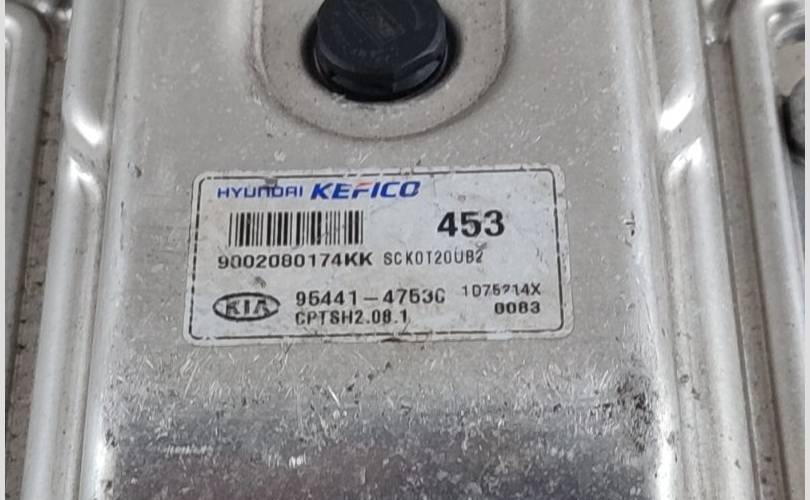 HYUNDAI KEFICO
453
9002080174KK SCK0T20UB2
KIA 95441-4753C 1D75214X
CPTSH2.08.1 0083